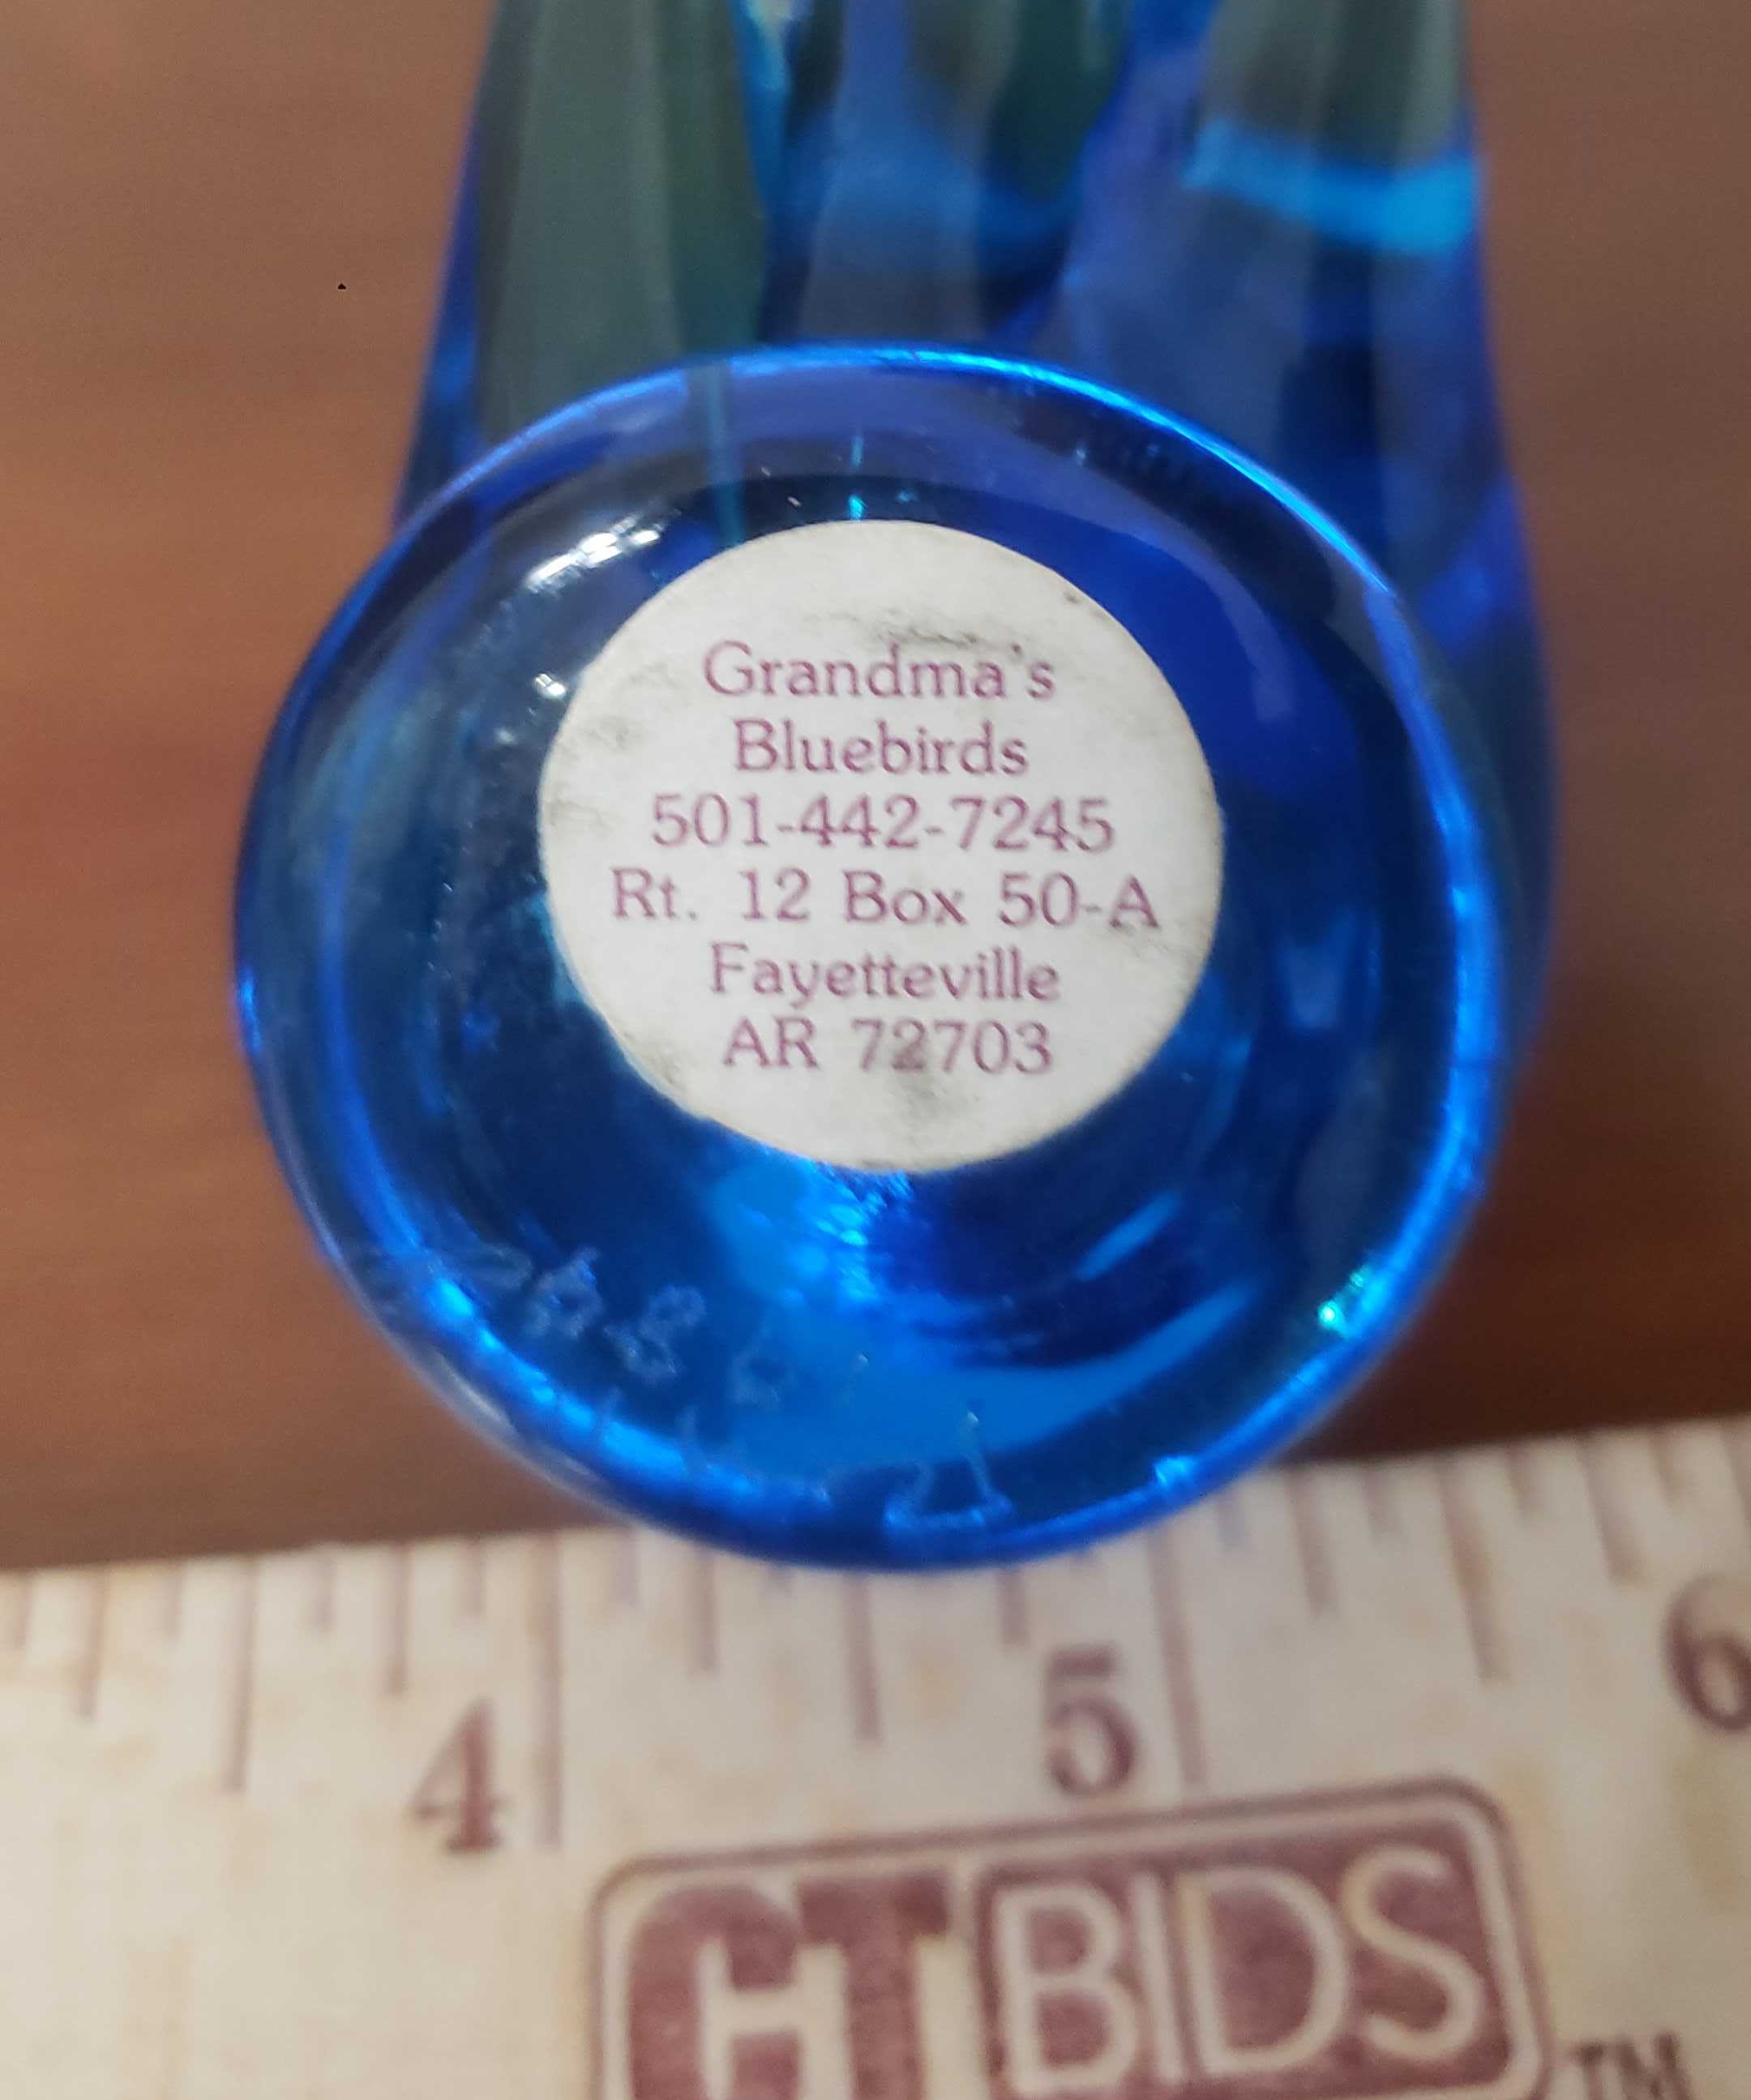 Grandma's
Bluebirds
501-442-7245
Rt. 12 Box 50-A
Fayetteville
AR 72703
4 5 6
CTBIDS
TM